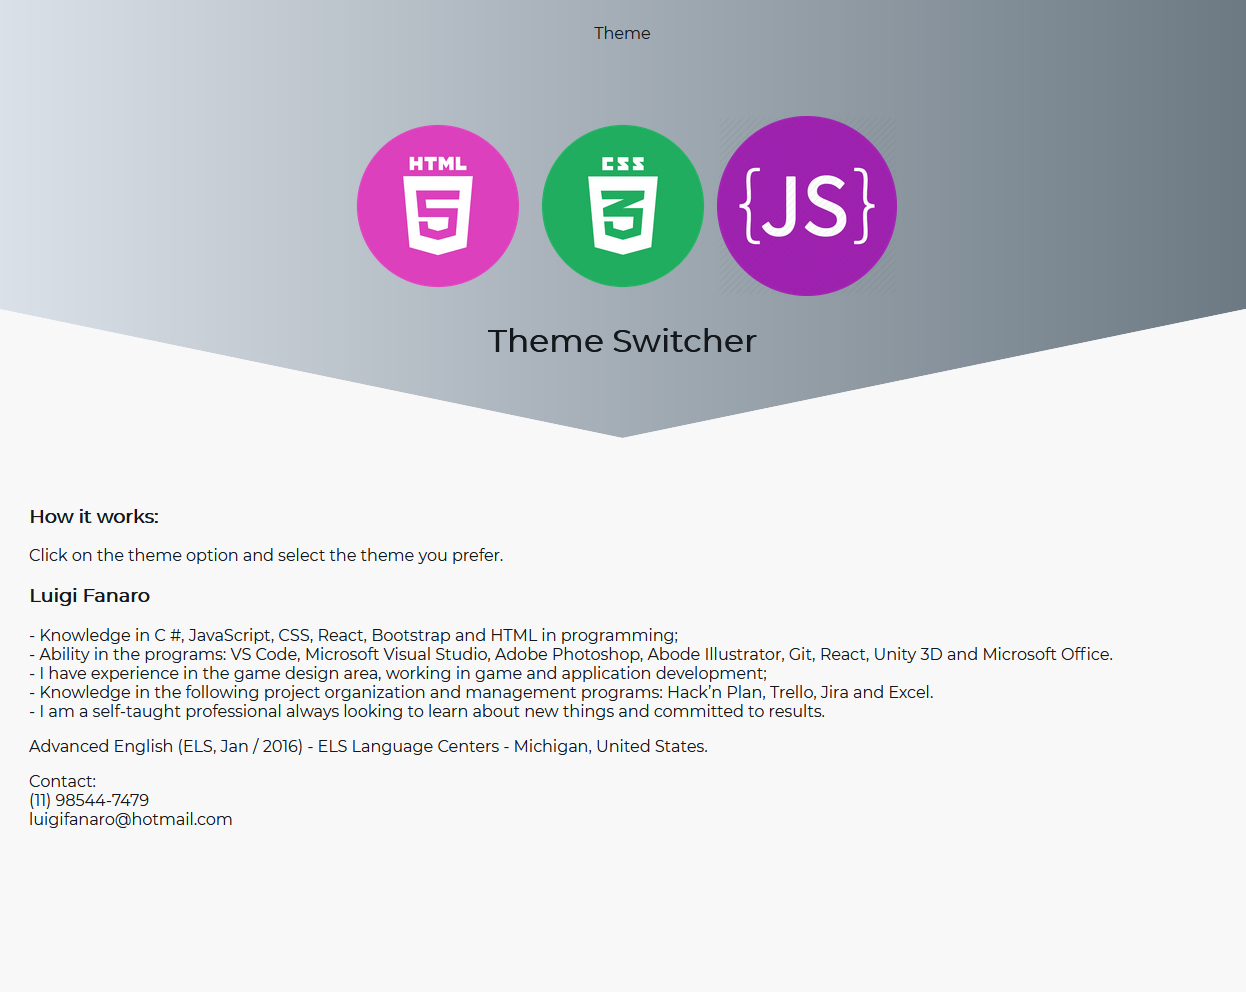 Theme
HTML
5
CSS
3
{JS}
Theme Switcher
How it works:
Click on the theme option and select the theme you prefer.
Luigi Fanaro
- Knowledge in C #, JavaScript, CSS, React, Bootstrap and HTML in programming;
- Ability in the programs: VS Code, Microsoft Visual Studio, Adobe Photoshop, Abode Illustrator, Git, React, Unity 3D and Microsoft Office.
- I have experience in the game design area, working in game and application development;
- Knowledge in the following project organization and management programs: Hack’n Plan, Trello, Jira and Excel.
- I am a self-taught professional always looking to learn about new things and committed to results.
Advanced English (ELS, Jan / 2016) - ELS Language Centers - Michigan, United States.
Contact:
(11) 98544-7479
luigifanaro@hotmail.com